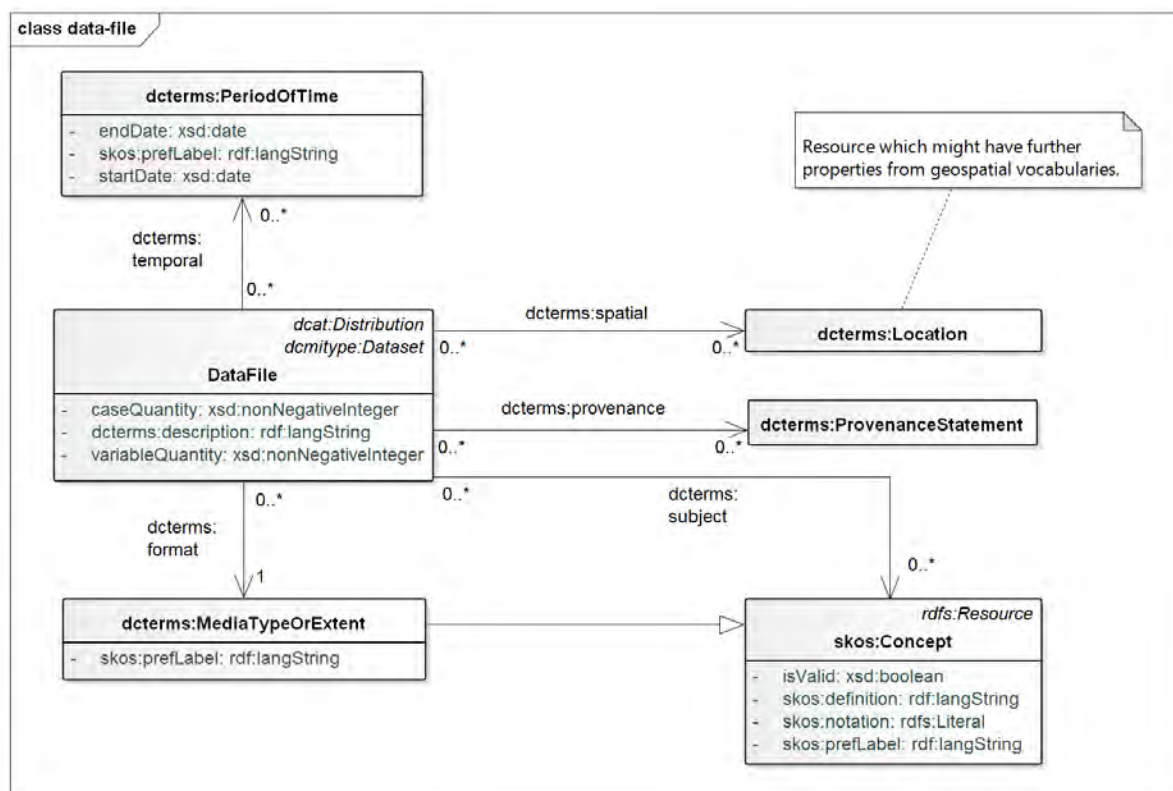 class data-file
dcterms:PeriodOfTime
- endDate: xsd:date
- skos:prefLabel: rdf:langString
- startDate: xsd:date
Resource which might have further
properties from geospatial vocabularies.
0..*
dcterms:
temporal
0..*
dcat:Distribution
dcmitype:Dataset
DataFile
- caseQuantity: xsd:nonNegativeInteger
- dcterms:description: rdf:langString
- variableQuantity: xsd:nonNegativeInteger
dcterms:spatial
0..*
0..*
dcterms:Location
dcterms:provenance
0..*
0..*
dcterms:ProvenanceStatement
0..*
dcterms:
subject
0..*
0..*
dcterms:
format
1
dcterms:MediaTypeOrExtent
- skos:prefLabel: rdf:langString
rdfs:Resource
skos:Concept
- isValid: xsd:boolean
- skos:definition: rdf:langString
- skos:notation: rdfs:Literal
- skos:prefLabel: rdf:langString